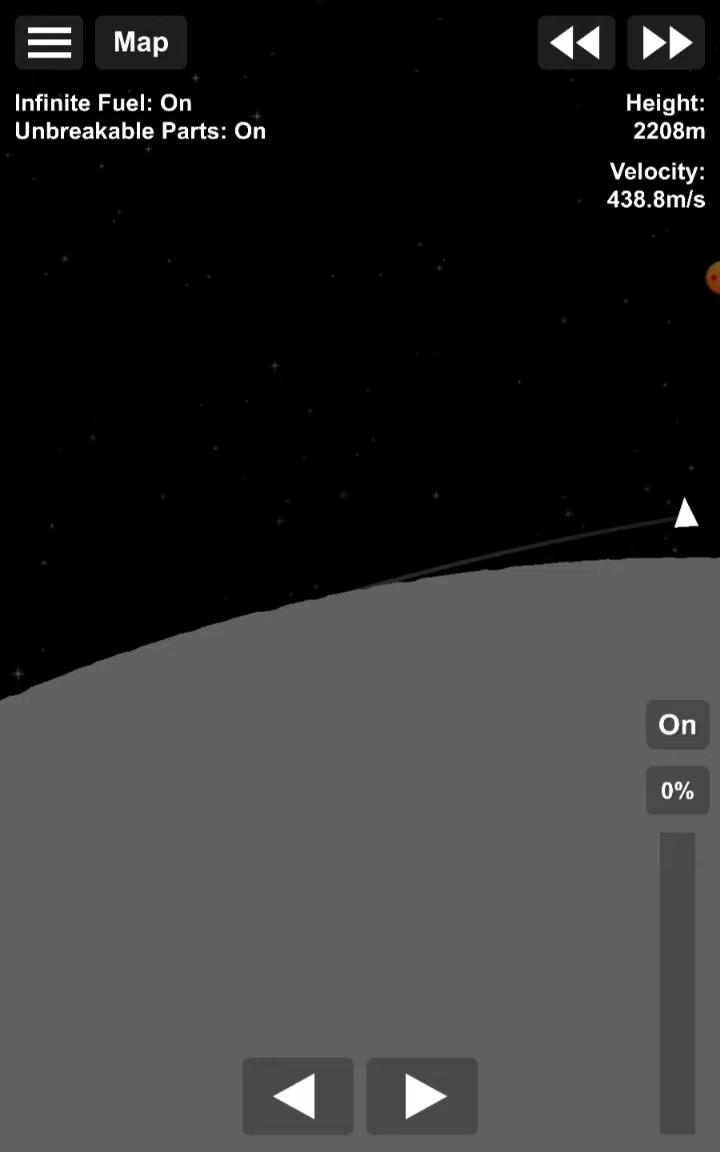 Map
Infinite Fuel: On
Unbreakable Parts: On
Height:
2208m
Velocity:
438.8m/s
On
0%